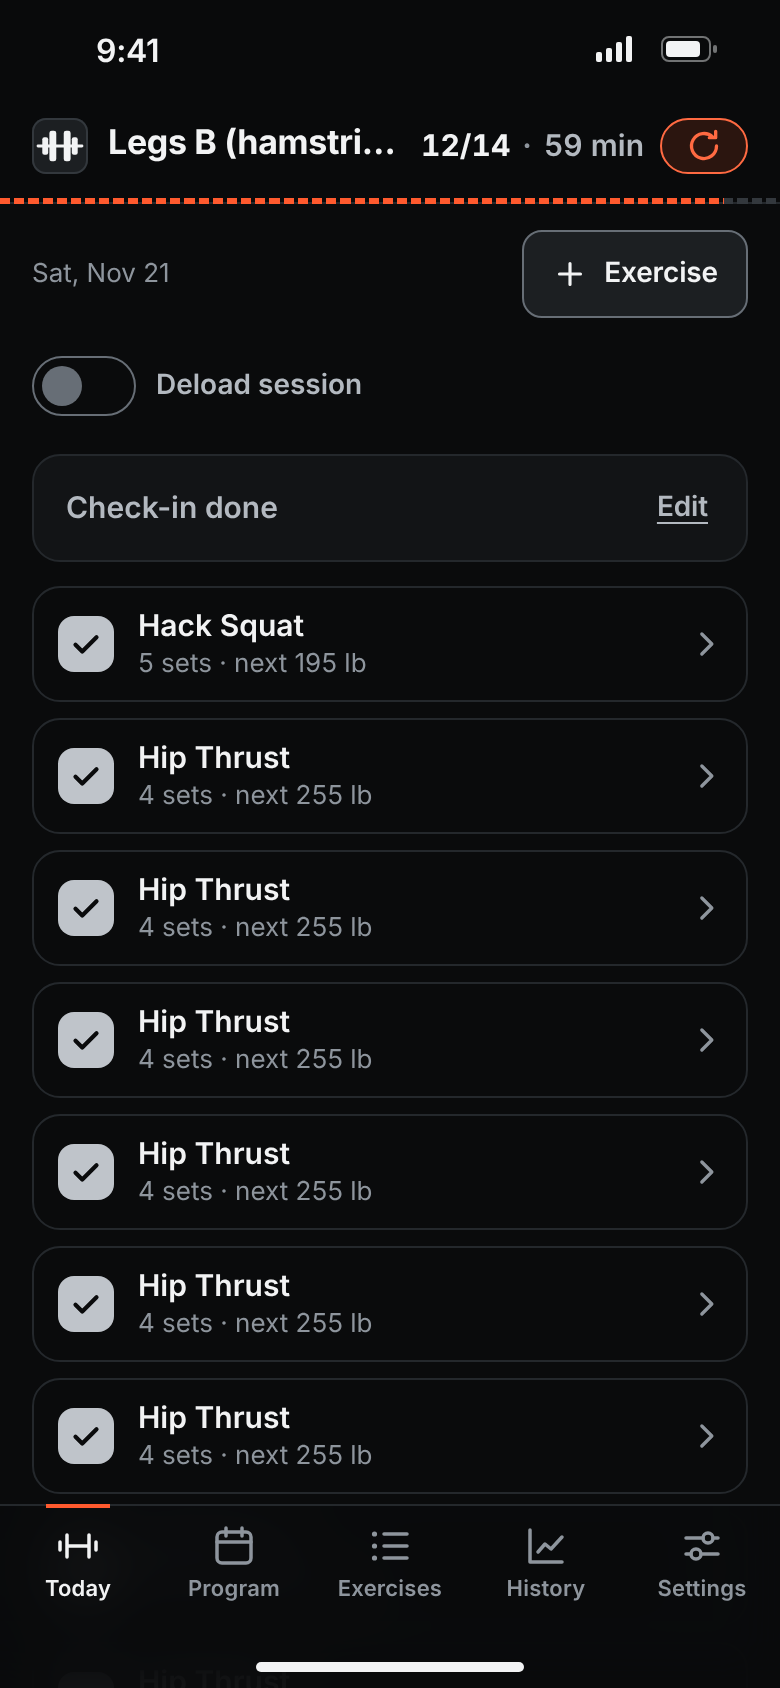 9:41
Legs B (hamstri... 12/14 · 59 min
Sat, Nov 21
Exercise
Deload session
Check-in done
Edit
Hack Squat
5 sets · next 195 lb
Hip Thrust
4 sets · next 255 lb
Hip Thrust
4 sets · next 255 lb
Hip Thrust
4 sets · next 255 lb
Hip Thrust
4 sets · next 255 lb
Hip Thrust
4 sets · next 255 lb
Hip Thrust
4 sets · next 255 lb
Today
Program
Exercises
History
Settings
Hip Thrust